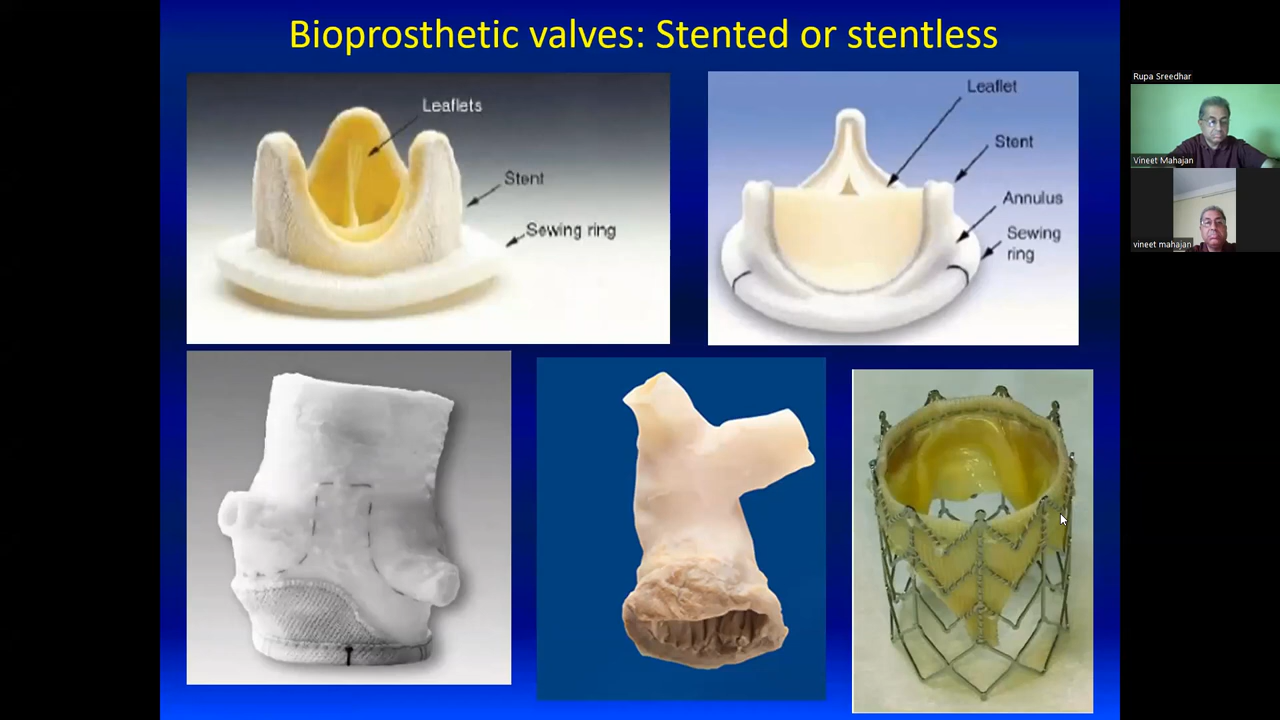 Bioprosthetic valves: Stented or stentless
Leaflets
Stent
Sewing ring
Leaflet
Stent
Annulus
Sewing
ring
Rupa Sreedhar
Vineet Mahajan
vineet mahajan